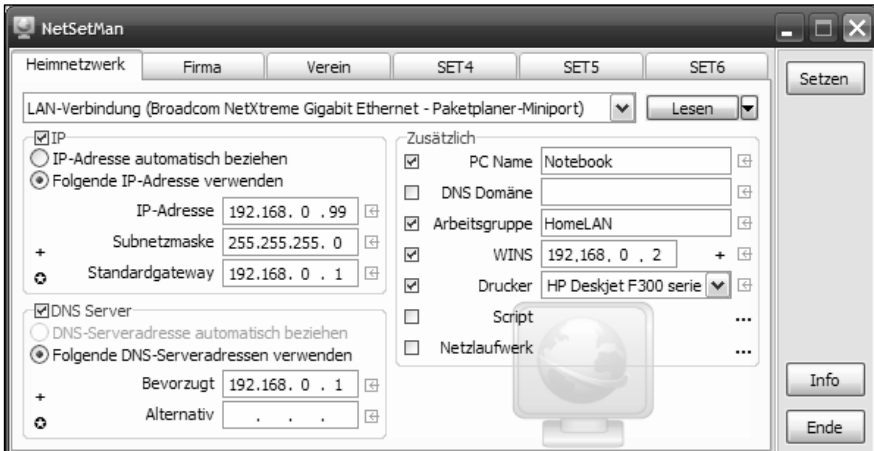 NetSetMan
Heimnetzwerk Firma Verein SET4 SET5 SET6
Setzen
LAN-Verbindung (Broadcom NetXtreme Gigabit Ethernet - Paketplaner-Miniport) Lesen
IP
IP-Adresse automatisch beziehen
Folgende IP-Adresse verwenden
IP-Adresse 192.168. 0 .99
Subnetzmaske 255.255.255. 0
Standardgateway 192.168. 0 . 1
DNS Server
DNS-Serveradresse automatisch beziehen
Folgende DNS-Serveradressen verwenden
Bevorzugt 192.168. 0 . 1
Alternativ . . .
Zusätzlich
PC Name Notebook
DNS Domäne
Arbeitsgruppe HomeLAN
WINS 192.168. 0 . 2 +
Drucker HP Deskjet F300 serie
Script ...
Netzlaufwerk ...
Info
Ende